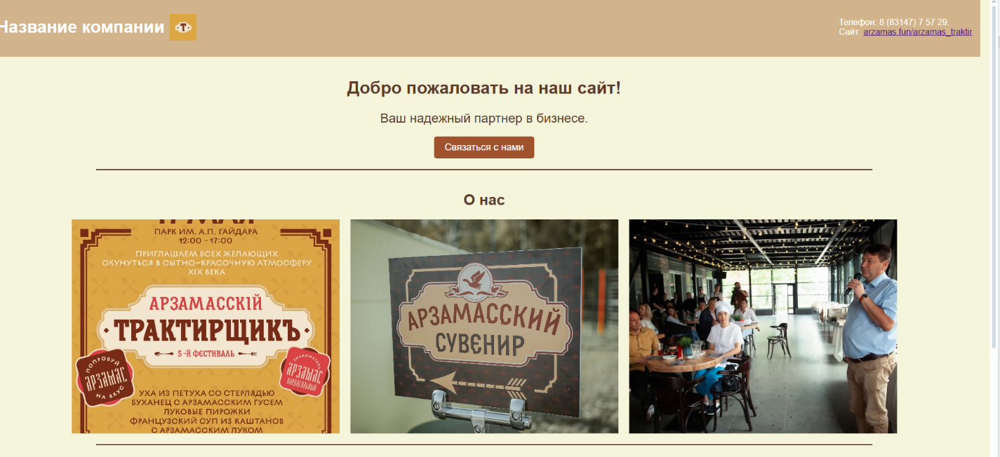 Название компании
Т
Телефон: 8 (83147) 7 57 29.
Сайт: arzamas.fun/arzamas_traktir
Добро пожаловать на наш сайт!
Ваш надежный партнер в бизнесе.
Связаться с нами
О нас
ПАРК ИМ. А.П. ГАЙДАРА
12:00 - 17:00
ПРИГЛАШАЕМ ВСЕХ ЖЕЛАЮЩИХ
ОКУНУТЬСЯ В СЫТНО-КРАСОЧНУЮ АТМОСФЕРУ
XIX ВЕКА
АРЗАМАССКIЙ
ТРАКТИРЩИКЪ
5-Й ФЕСТИВАЛЬ
ПОПРОБУЙ
АРЗАМАС
НА ВКУС
АРЗАМАС
УХА ИЗ ПЕТУХА СО СТЕРЛЯДЬЮ
БУХАНЕЦ С АРЗАМАССКИМ ГУСЕМ
ЛУКОВЫЕ ПИРОЖКИ
ФРАНЦУЗСКИЙ СУП ИЗ КАШТАНОВ
С АРЗАМАССКИМ ЛУКОМ
АРЗАМАССКИЙ
СУВЕНИР